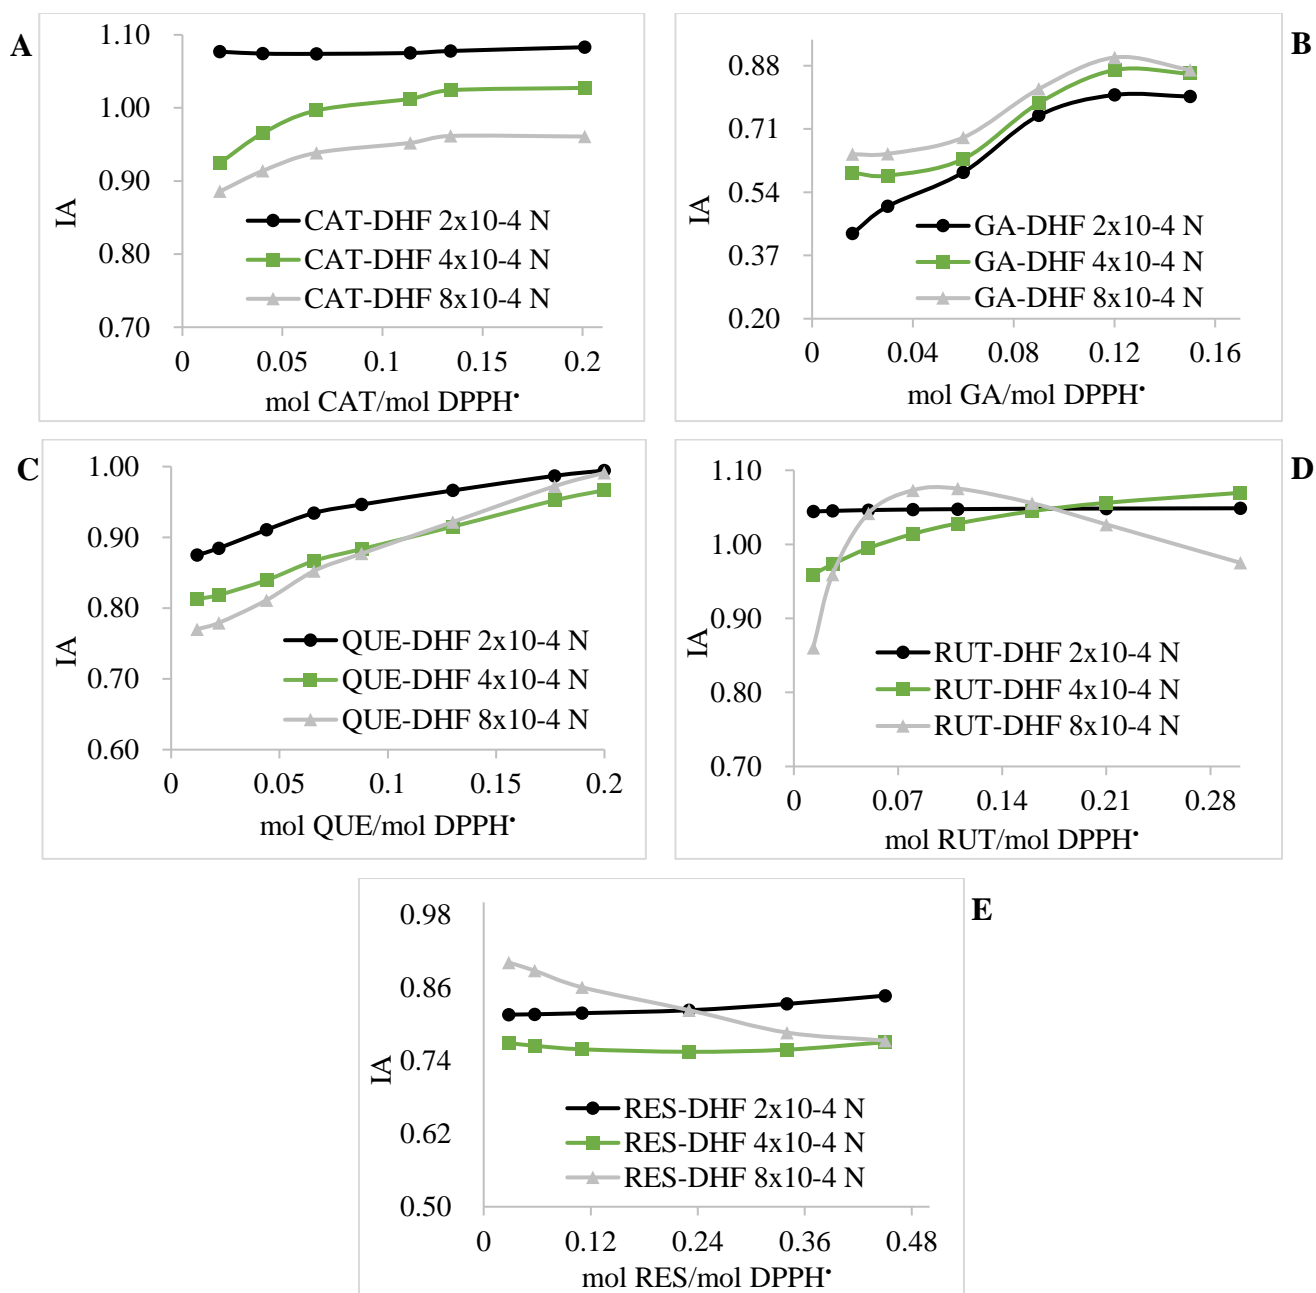 A
1.10
1.00
0.90
0.80
0.70
IA
CAT-DHF 2x10-4 N
CAT-DHF 4x10-4 N
CAT-DHF 8x10-4 N
0 0.05 0.1 0.15 0.2
mol CAT/mol DPPH•
B
0.88
0.71
0.54
0.37
0.20
IA
GA-DHF 2x10-4 N
GA-DHF 4x10-4 N
GA-DHF 8x10-4 N
0 0.04 0.08 0.12 0.16
mol GA/mol DPPH•
C
1.00
0.90
0.80
0.70
0.60
IA
QUE-DHF 2x10-4 N
QUE-DHF 4x10-4 N
QUE-DHF 8x10-4 N
0 0.05 0.1 0.15 0.2
mol QUE/mol DPPH•
D
1.10
1.00
0.90
0.80
0.70
IA
RUT-DHF 2x10-4 N
RUT-DHF 4x10-4 N
RUT-DHF 8x10-4 N
0 0.07 0.14 0.21 0.28
mol RUT/mol DPPH•
E
0.98
0.86
0.74
0.62
0.50
IA
RES-DHF 2x10-4 N
RES-DHF 4x10-4 N
RES-DHF 8x10-4 N
0 0.12 0.24 0.36 0.48
mol RES/mol DPPH•